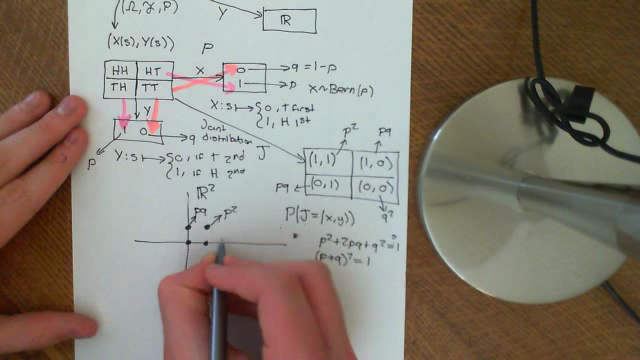 (Ω, F, P)
Y
ℝ
(X(s), Y(s))
P
HH HT
TH TT
X
0 → q = 1-p
1 → p X~Bern(p)
X: s ↦ { 0, T first
1, H 1st
Y
1 0
p
q
Joint
distribution
J
Y: s ↦ { 0, if T 2nd
1, if H 2nd
p² pq
(1,1) (1,0)
pq (0,1) (0,0)
q²
ℝ²
pq p²
P(J=(x,y))
p²+2pq+q²=1
(p+q)²=1